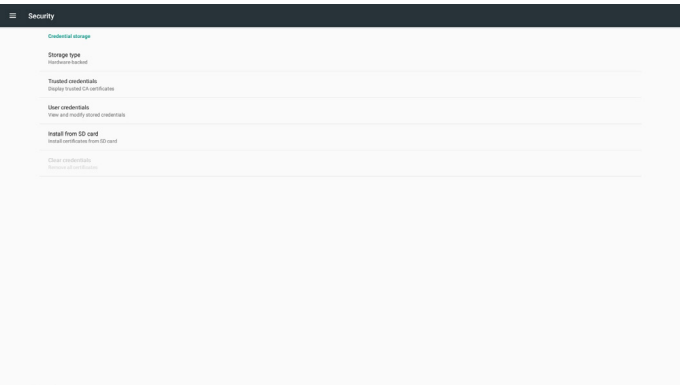 Security
Credential storage
Storage type
Hardware-backed
Trusted credentials
Display trusted CA certificates
User credentials
View and modify stored credentials
Install from SD card
Install certificates from SD card
Clear credentials
Remove all certificates